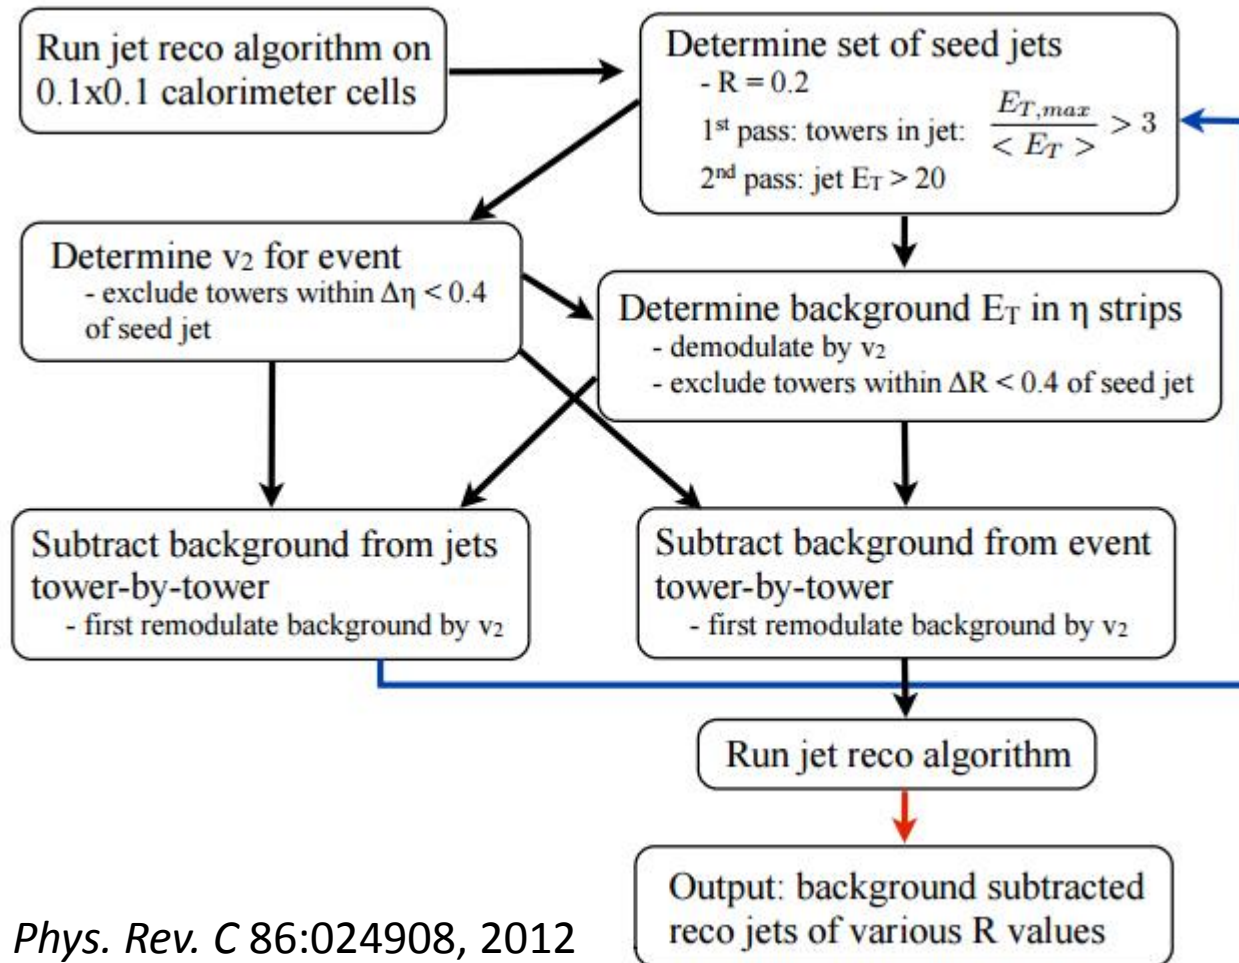 Run jet reco algorithm on
0.1x0.1 calorimeter cells
Determine set of seed jets
- R = 0.2
1st pass: towers in jet: E_{T,max} / < E_T > > 3
2nd pass: jet E_T > 20
Determine v₂ for event
- exclude towers within Δη < 0.4
of seed jet
Determine background E_T in η strips
- demodulate by v₂
- exclude towers within ΔR < 0.4 of seed jet
Subtract background from jets
tower-by-tower
- first remodulate background by v₂
Subtract background from event
tower-by-tower
- first remodulate background by v₂
Run jet reco algorithm
Output: background subtracted
reco jets of various R values
Phys. Rev. C 86:024908, 2012